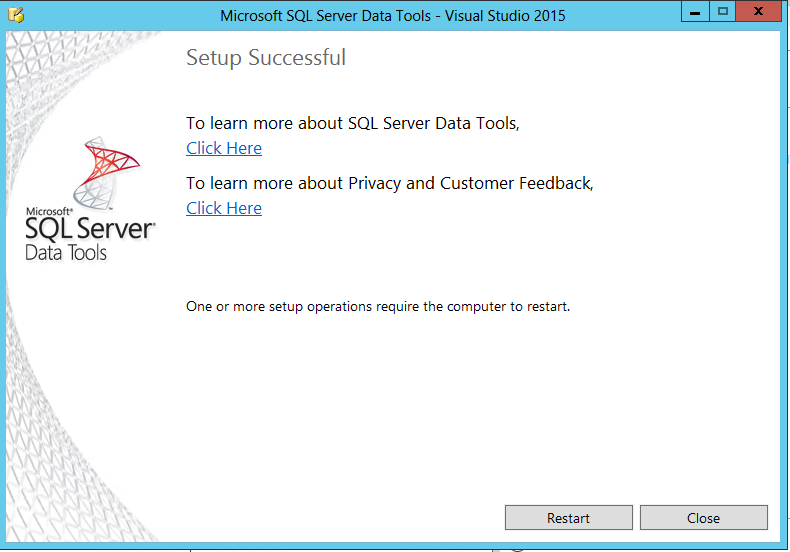 Microsoft SQL Server Data Tools - Visual Studio 2015
Setup Successful
To learn more about SQL Server Data Tools,
Click Here
To learn more about Privacy and Customer Feedback,
Click Here
Microsoft®
SQL Server®
Data Tools
One or more setup operations require the computer to restart.
Restart
Close